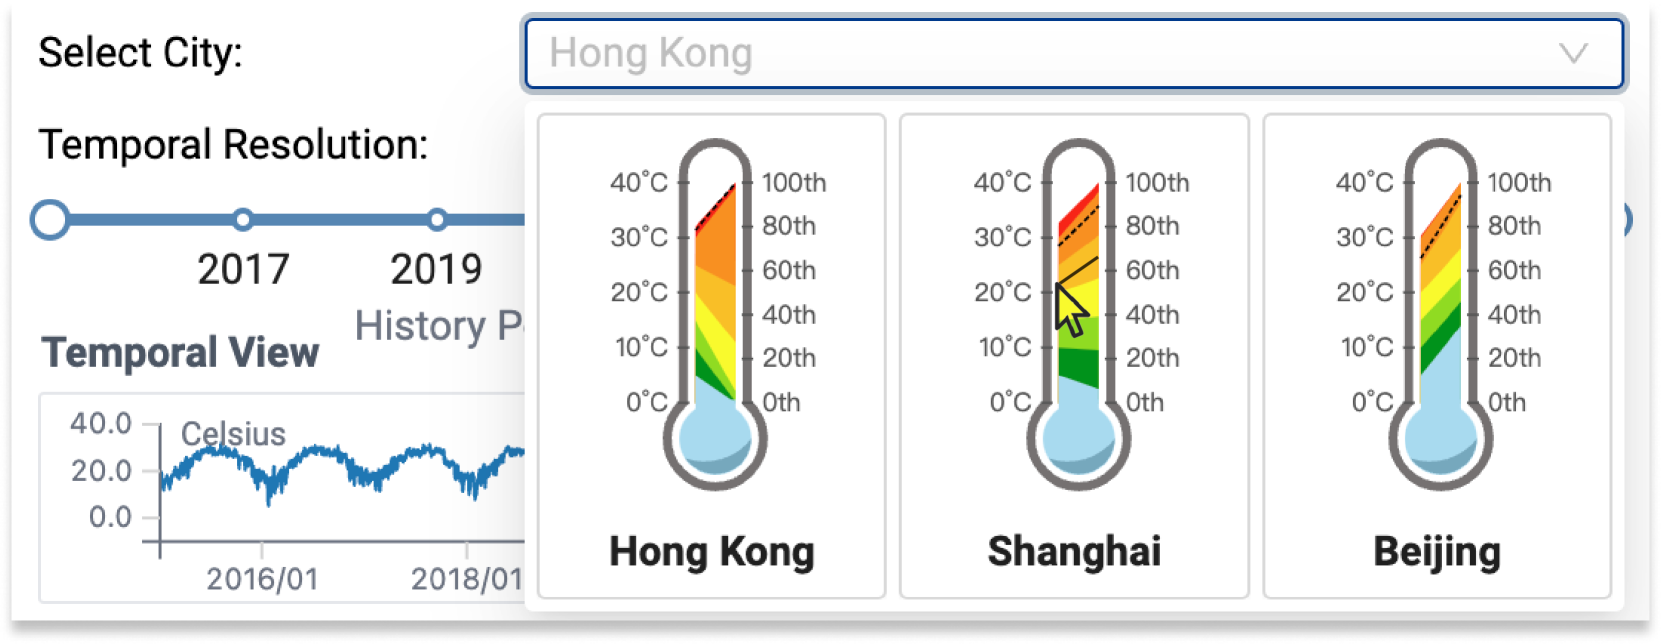 Select City:
Hong Kong
Temporal Resolution:
2017
2019
History P
Temporal View
40.0
20.0
0.0
Celsius
2016/01
2018/01
40°C
30°C
20°C
10°C
0°C
100th
80th
60th
40th
20th
0th
Hong Kong
40°C
30°C
20°C
10°C
0°C
100th
80th
60th
40th
20th
0th
Shanghai
40°C
30°C
20°C
10°C
0°C
100th
80th
60th
40th
20th
0th
Beijing